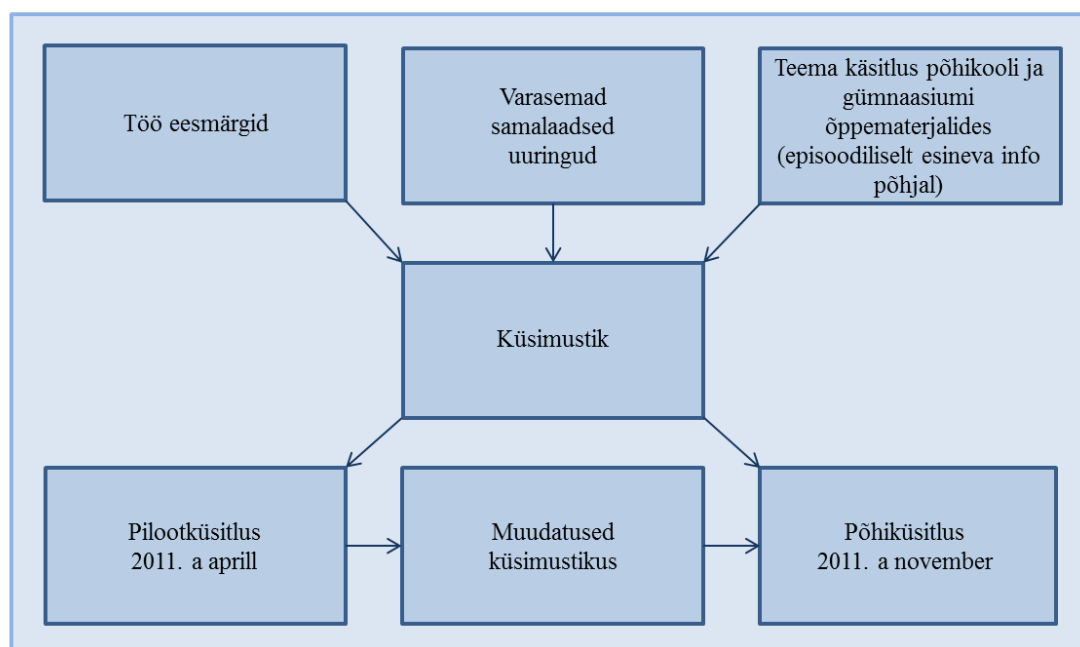 Töö eesmärgid
Varasemad
samalaadsed
uuringud
Teema käsitlus põhikooli ja
gümnaasiumi
õppematerjalides
(episoodiliselt esineva info
põhjal)
Küsimustik
Pilootküsitlus
2011. a aprill
Muudatused
küsimustikus
Põhiküsitlus
2011. a november